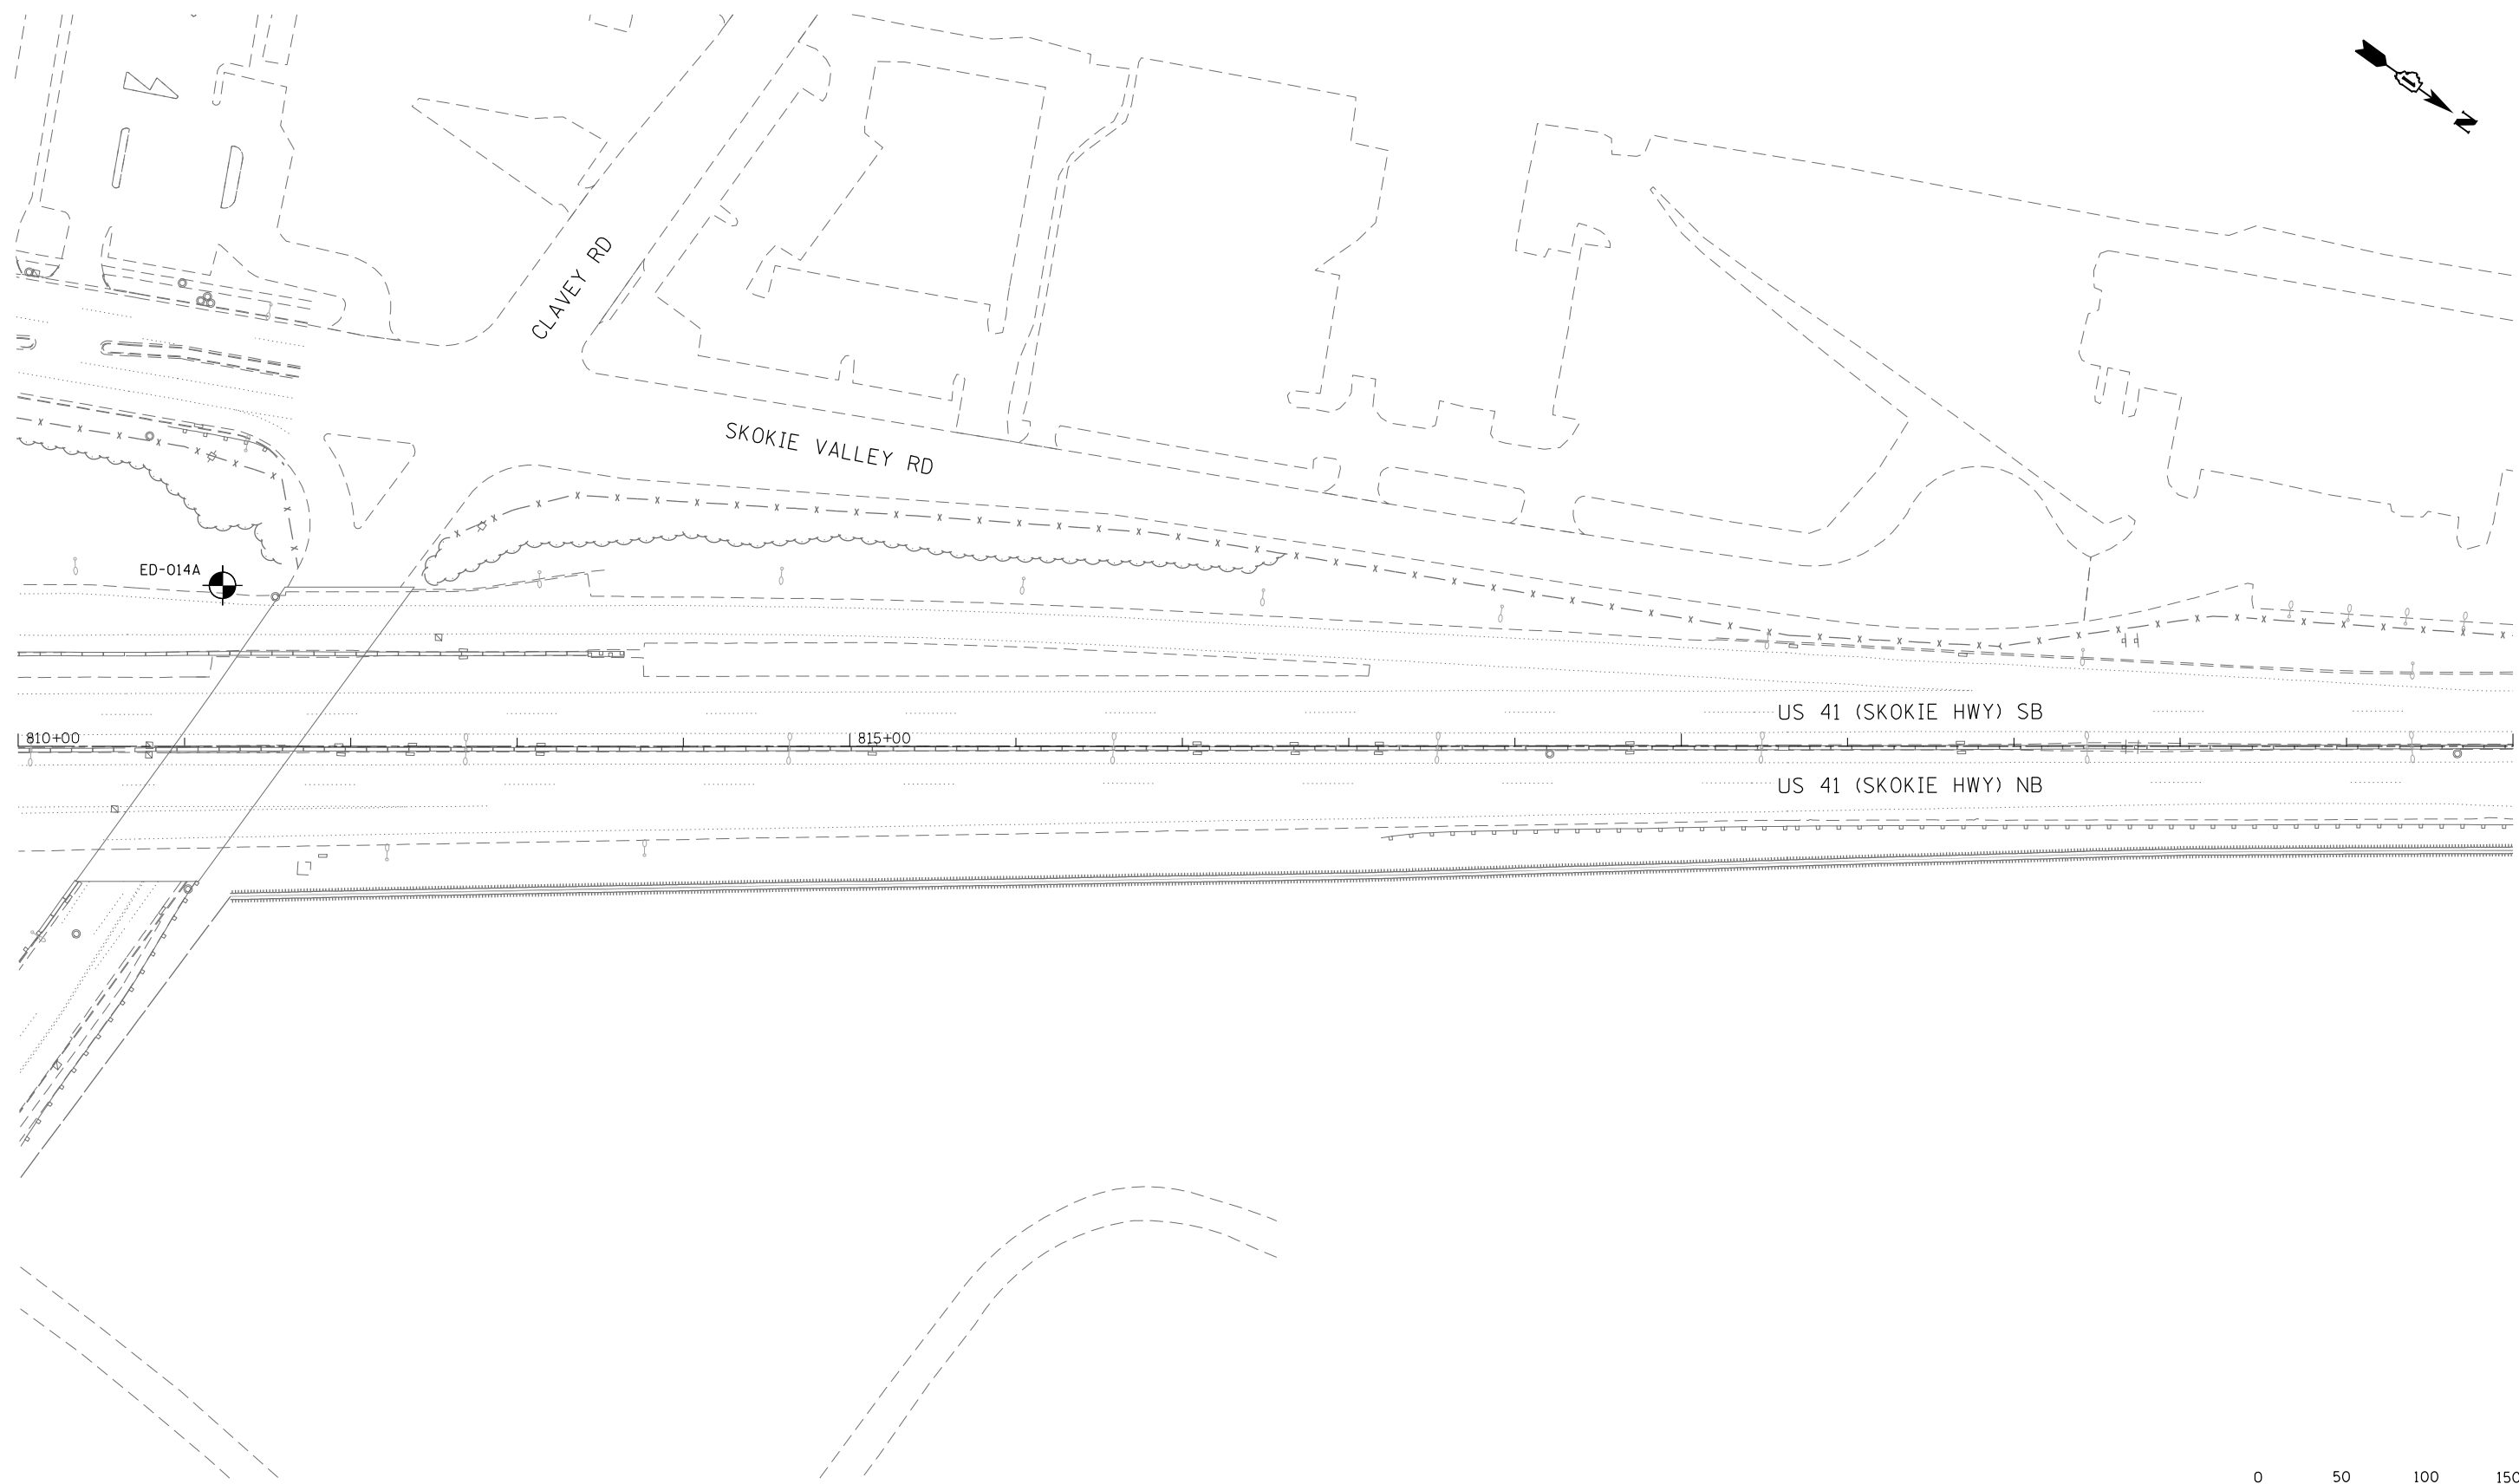 N
CLAVEY RD
SKOKIE VALLEY RD
ED-014A
US 41 (SKOKIE HWY) SB
810+00
815+00
US 41 (SKOKIE HWY) NB
0 50 100 150